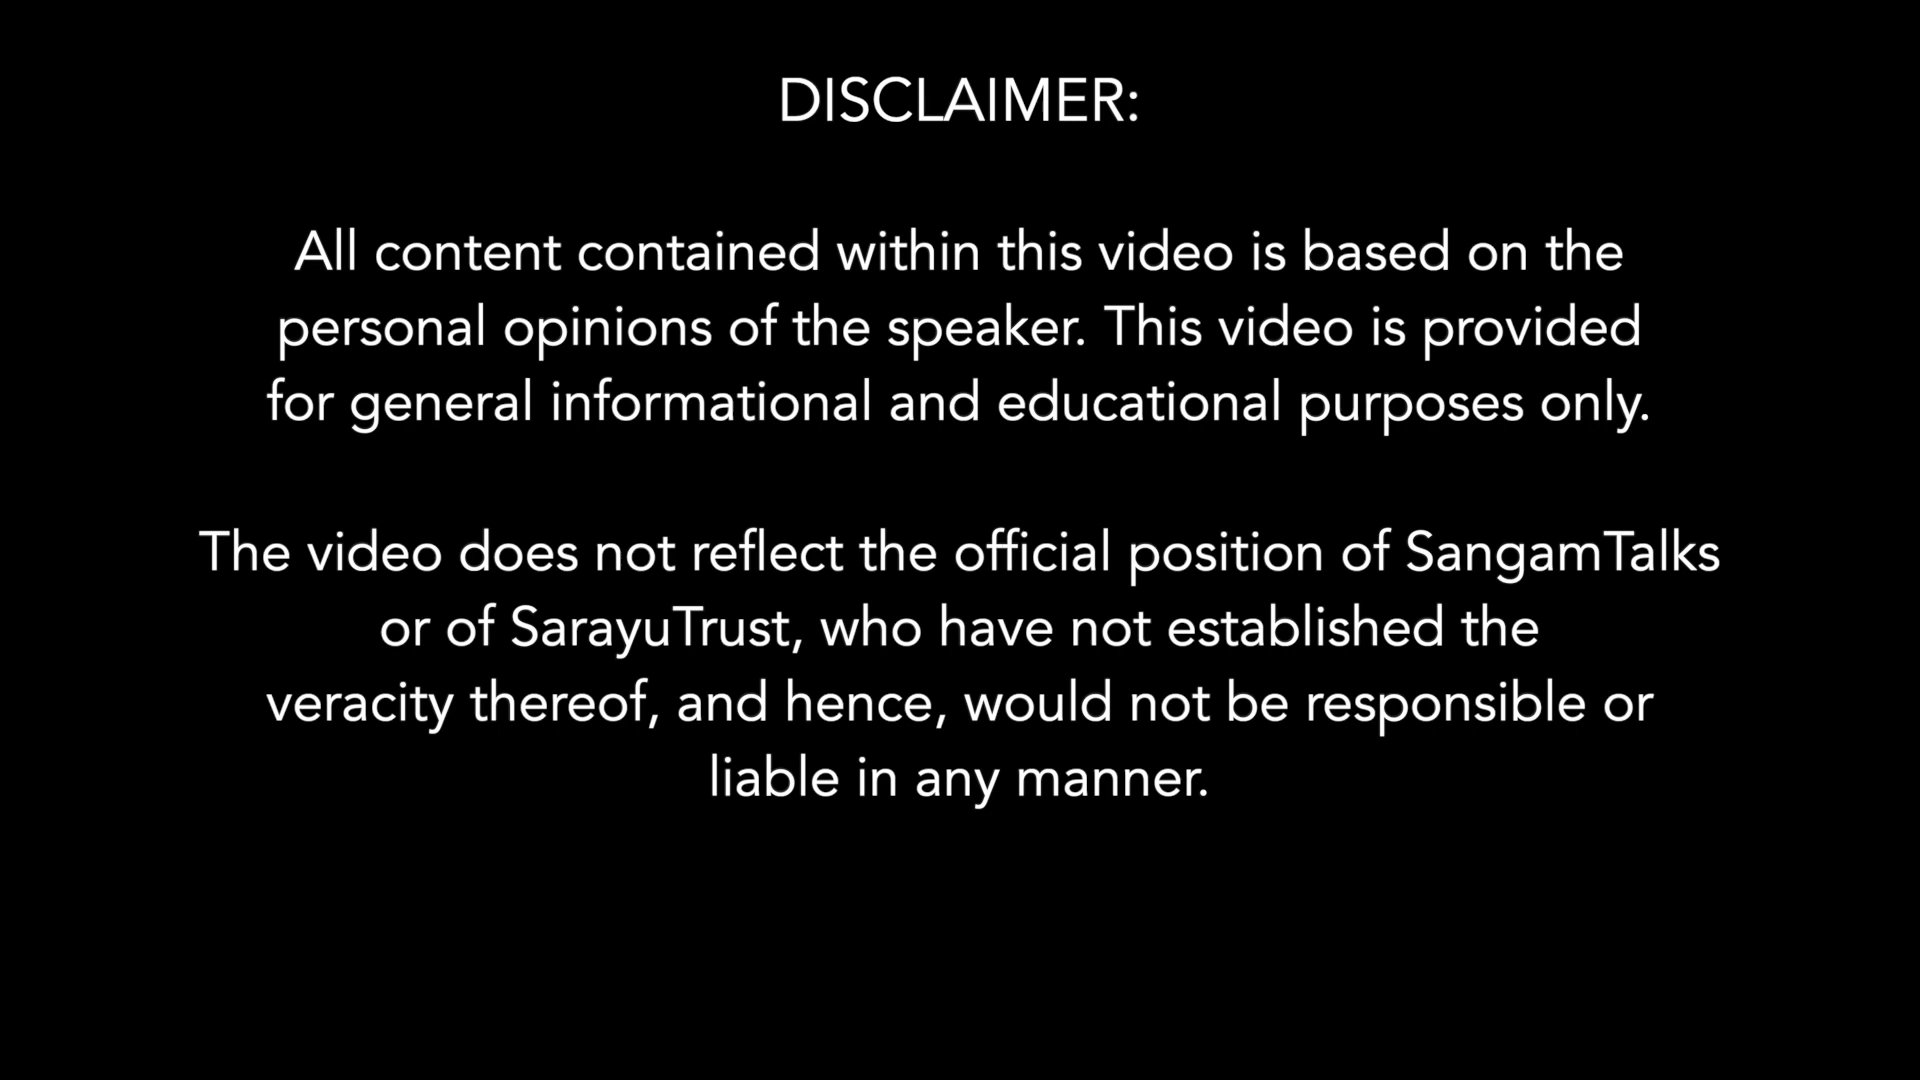 DISCLAIMER:
All content contained within this video is based on the
personal opinions of the speaker. This video is provided
for general informational and educational purposes only.
The video does not reflect the official position of SangamTalks
or of SarayuTrust, who have not established the
veracity thereof, and hence, would not be responsible or
liable in any manner.